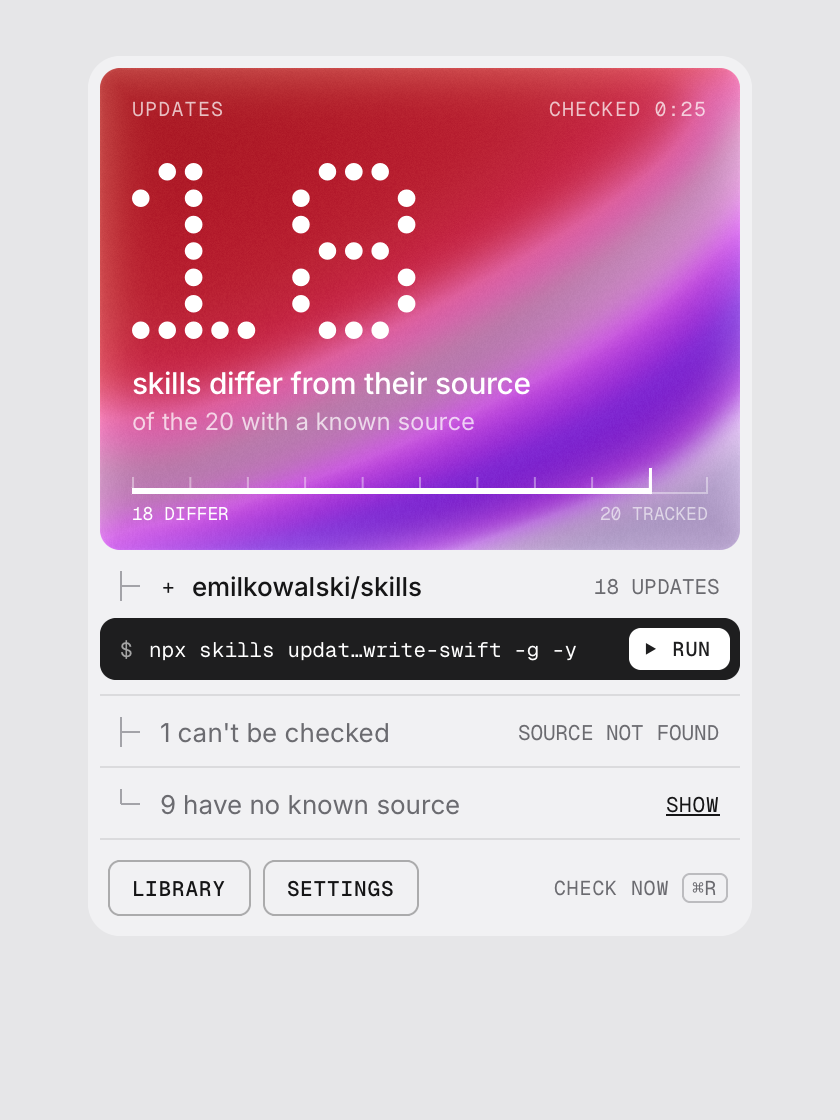 UPDATES CHECKED 0:25
18
skills differ from their source
of the 20 with a known source
18 DIFFER 20 TRACKED
+ emilkowalski/skills 18 UPDATES
$ npx skills updat…write-swift -g -y ▶ RUN
1 can't be checked SOURCE NOT FOUND
9 have no known source SHOW
LIBRARY SETTINGS CHECK NOW ⌘R